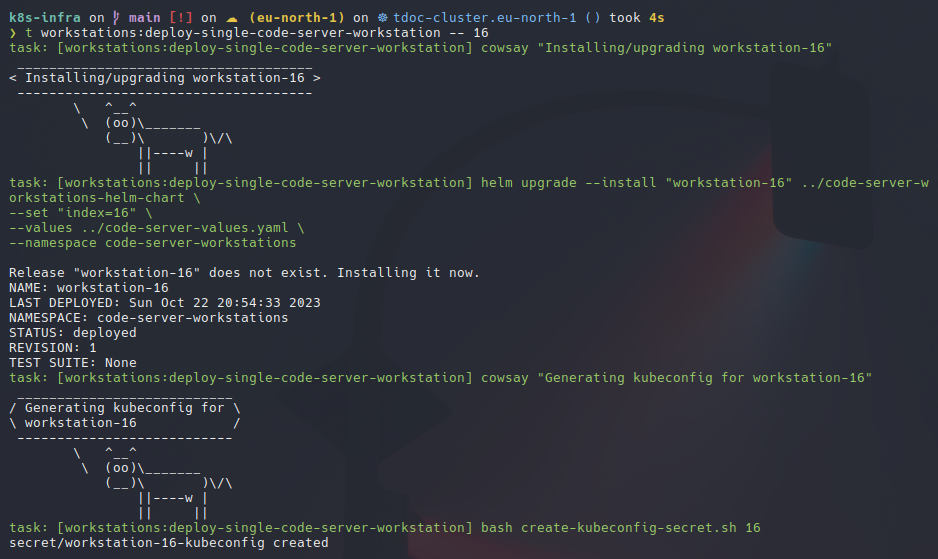 k8s-infra on  main [!] on ☁ (eu-north-1) on ☸ tdoc-cluster.eu-north-1 () took 4s
❯ t workstations:deploy-single-code-server-workstation -- 16
task: [workstations:deploy-single-code-server-workstation] cowsay "Installing/upgrading workstation-16"
 _____________________________________
< Installing/upgrading workstation-16 >
 -------------------------------------
        \   ^__^
         \  (oo)\_______
            (__)\       )\/\
                ||----w |
                ||     ||
task: [workstations:deploy-single-code-server-workstation] helm upgrade --install "workstation-16" ../code-server-w
orkstations-helm-chart \
--set "index=16" \
--values ../code-server-values.yaml \
--namespace code-server-workstations

Release "workstation-16" does not exist. Installing it now.
NAME: workstation-16
LAST DEPLOYED: Sun Oct 22 20:54:33 2023
NAMESPACE: code-server-workstations
STATUS: deployed
REVISION: 1
TEST SUITE: None
task: [workstations:deploy-single-code-server-workstation] cowsay "Generating kubeconfig for workstation-16"
 ___________________________
/ Generating kubeconfig for \
\ workstation-16            /
 ---------------------------
        \   ^__^
         \  (oo)\_______
            (__)\       )\/\
                ||----w |
                ||     ||
task: [workstations:deploy-single-code-server-workstation] bash create-kubeconfig-secret.sh 16
secret/workstation-16-kubeconfig created